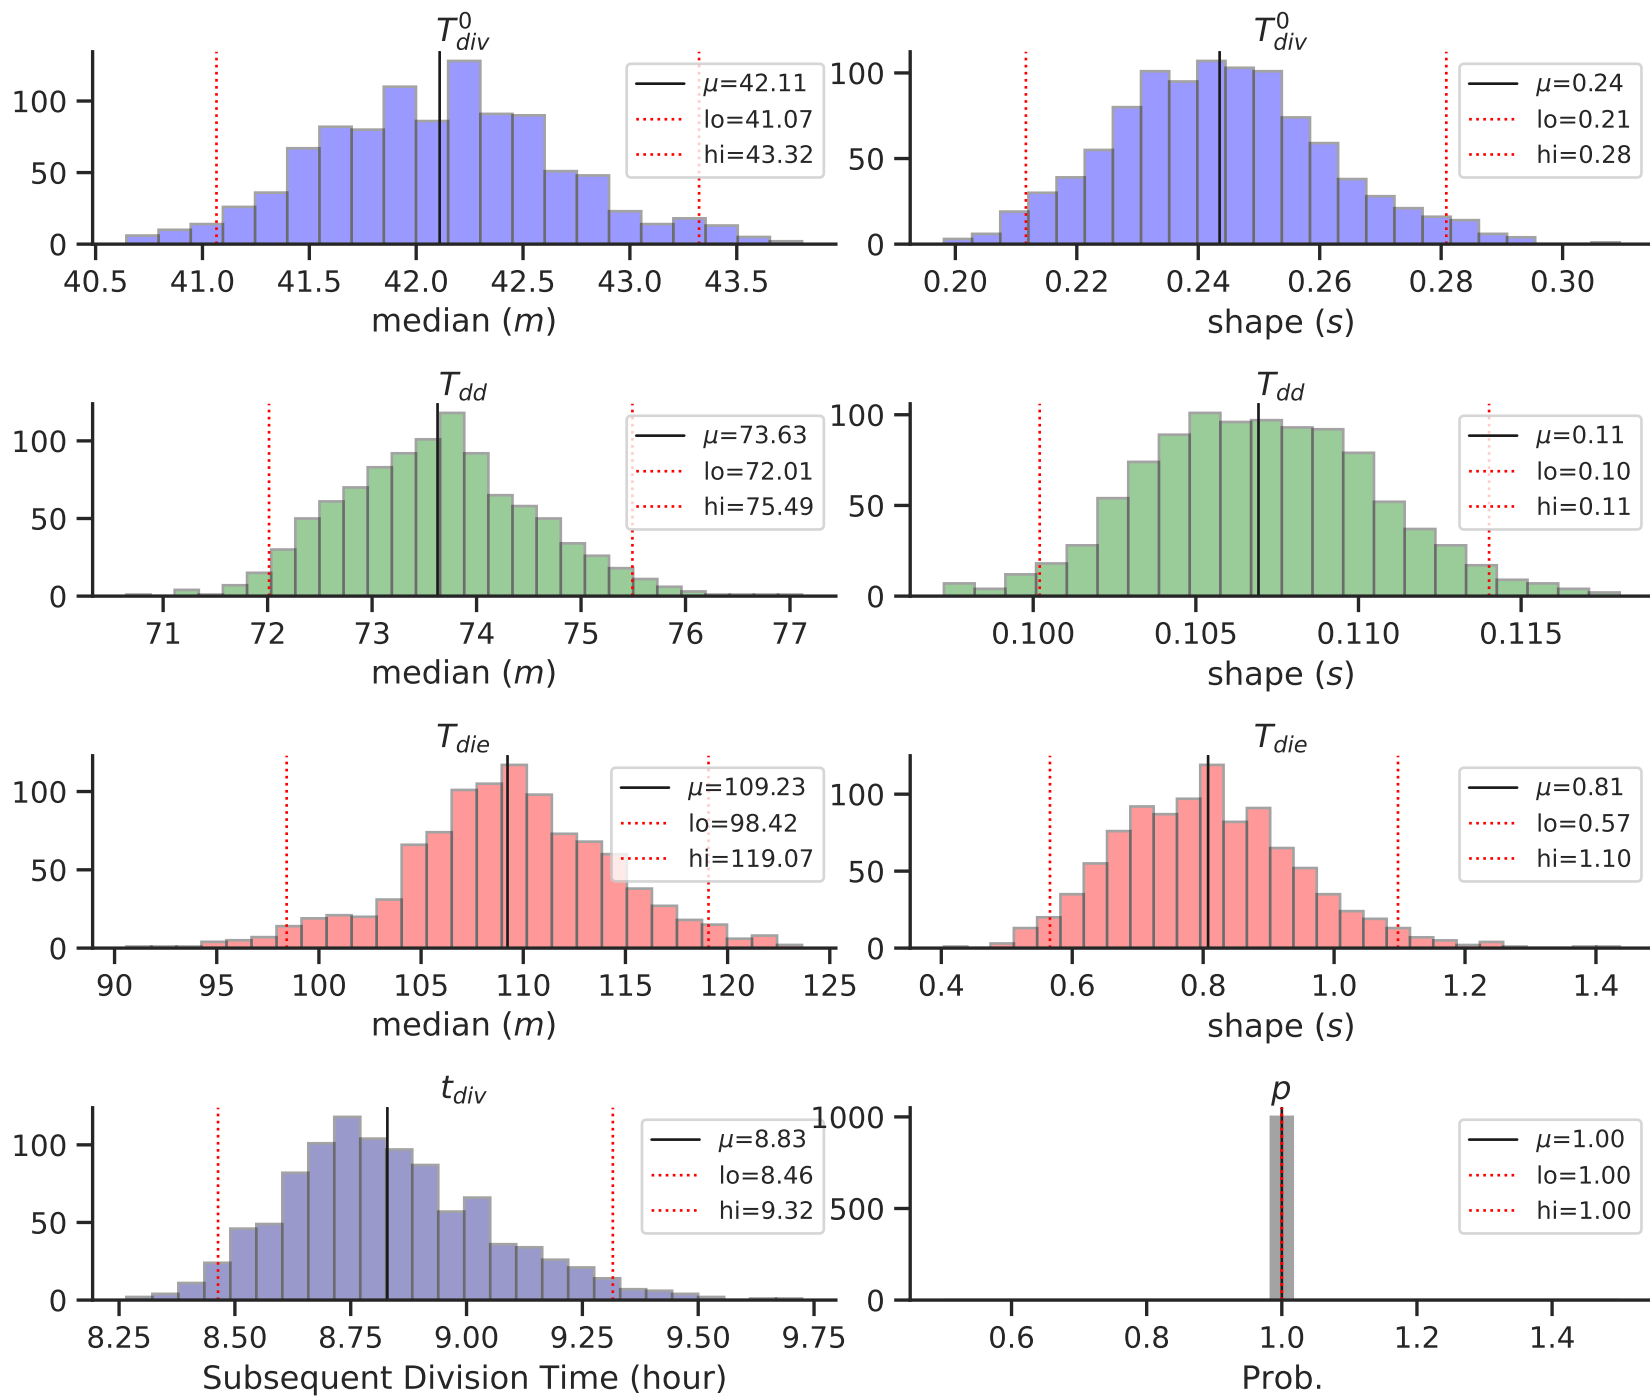 T⁰div
100
50
0
μ=42.11
lo=41.07
hi=43.32
40.5 41.0 41.5 42.0 42.5 43.0 43.5
median (m)
T⁰div
100
50
0
μ=0.24
lo=0.21
hi=0.28
0.20 0.22 0.24 0.26 0.28 0.30
shape (s)
Tdd
100
50
0
μ=73.63
lo=72.01
hi=75.49
71 72 73 74 75 76 77
median (m)
Tdd
100
50
0
μ=0.11
lo=0.10
hi=0.11
0.100 0.105 0.110 0.115
shape (s)
Tdie
100
50
0
μ=109.23
lo=98.42
hi=119.07
90 95 100 105 110 115 120 125
median (m)
Tdie
100
50
0
μ=0.81
lo=0.57
hi=1.10
0.4 0.6 0.8 1.0 1.2 1.4
shape (s)
tdiv
100
50
0
μ=8.83
lo=8.46
hi=9.32
8.25 8.50 8.75 9.00 9.25 9.50 9.75
Subsequent Division Time (hour)
p
1000
500
0
μ=1.00
lo=1.00
hi=1.00
0.6 0.8 1.0 1.2 1.4
Prob.